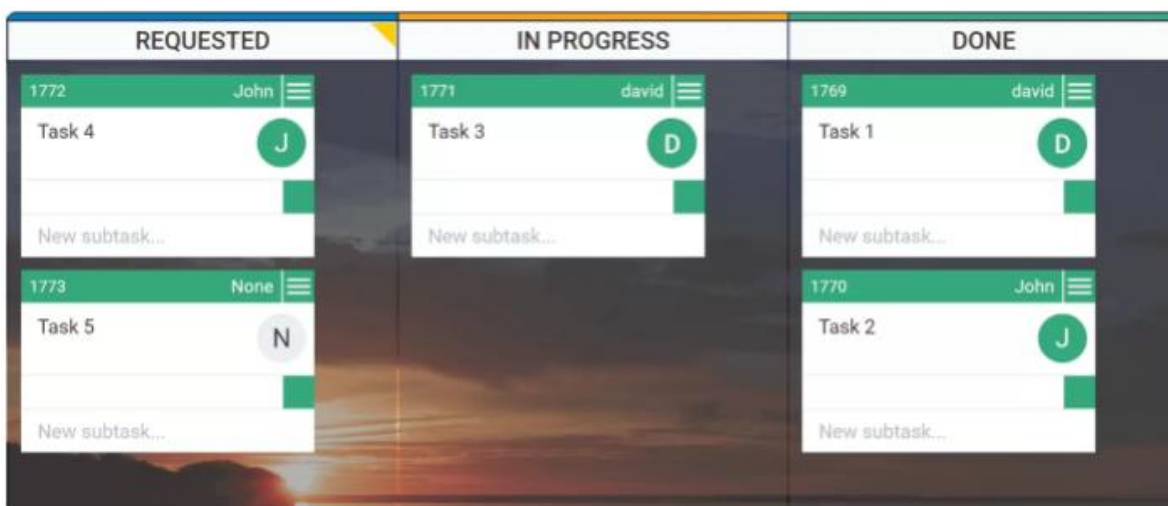 REQUESTED
1772 John
Task 4
J
New subtask...
1773 None
Task 5
N
New subtask...
IN PROGRESS
1771 david
Task 3
D
New subtask...
DONE
1769 david
Task 1
D
New subtask...
1770 John
Task 2
J
New subtask...